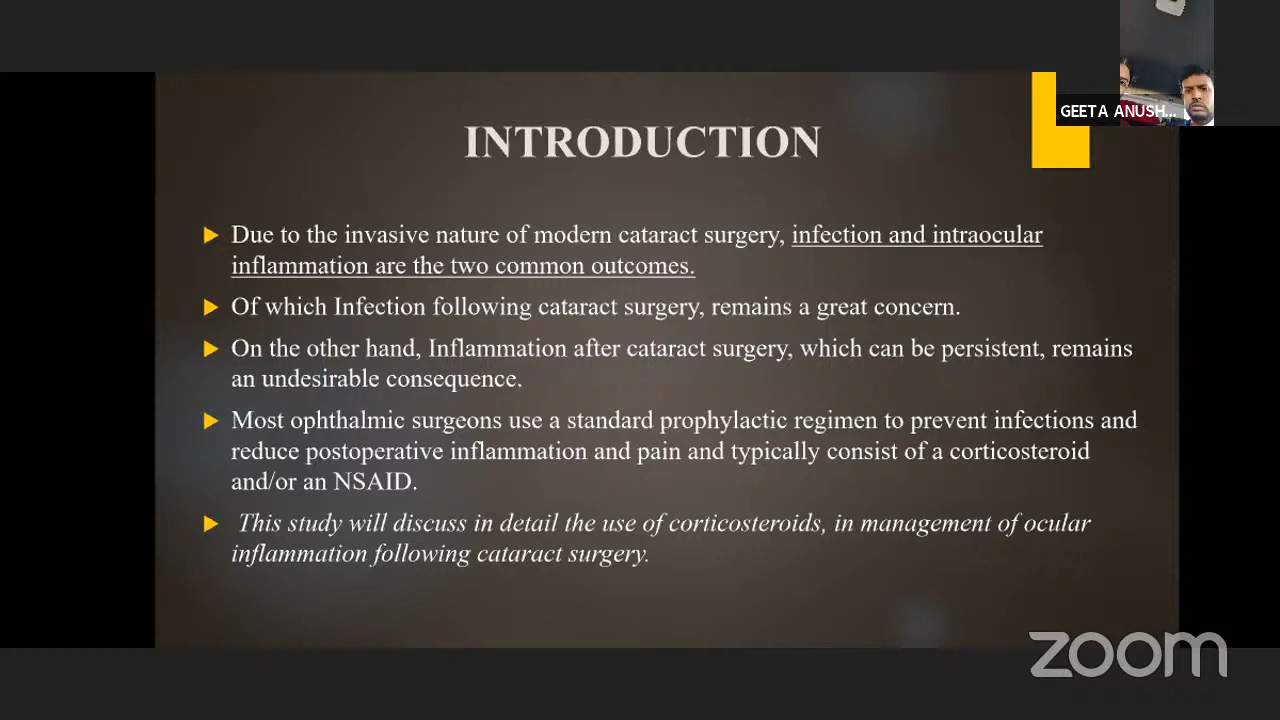 GEETA ANUSH...
INTRODUCTION
Due to the invasive nature of modern cataract surgery, infection and intraocular
inflammation are the two common outcomes.
Of which Infection following cataract surgery, remains a great concern.
On the other hand, Inflammation after cataract surgery, which can be persistent, remains
an undesirable consequence.
Most ophthalmic surgeons use a standard prophylactic regimen to prevent infections and
reduce postoperative inflammation and pain and typically consist of a corticosteroid
and/or an NSAID.
This study will discuss in detail the use of corticosteroids, in management of ocular
inflammation following cataract surgery.
zoom